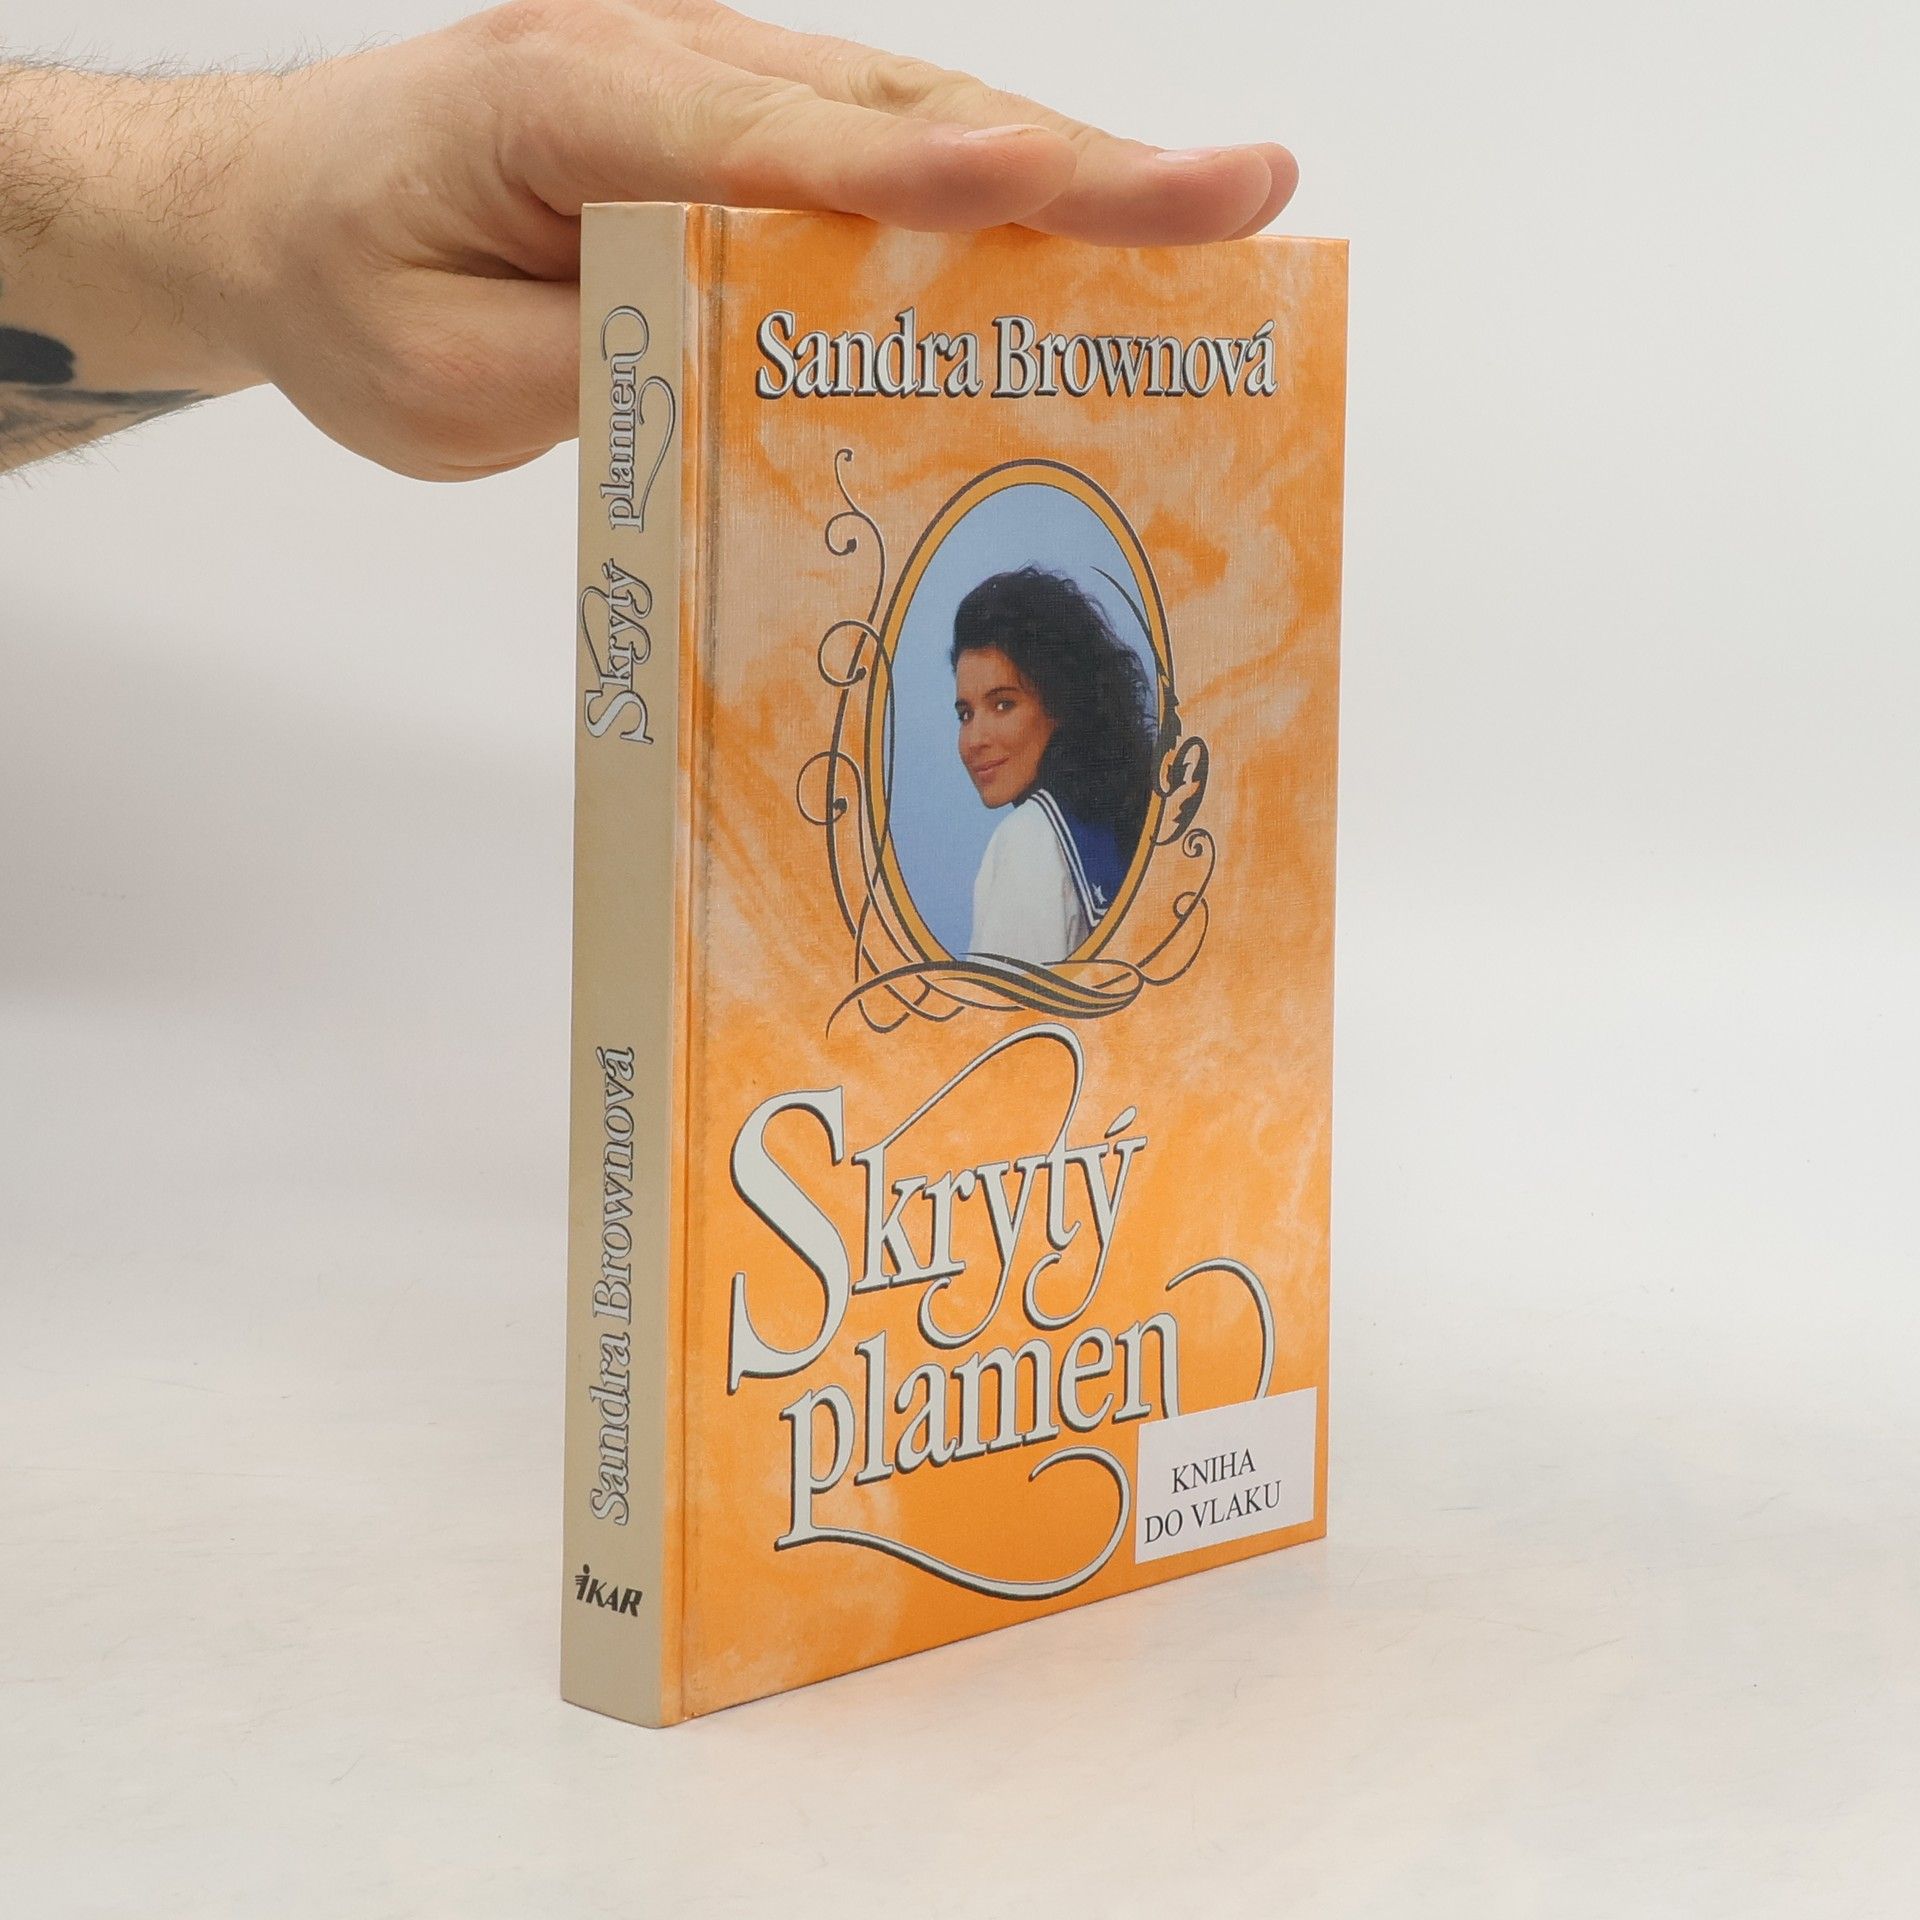 Sandra Brownová
Skrytý
plamen
KNIHA
DO VLAKU
Skrytý plamen
Sandra Brownová
iKAR